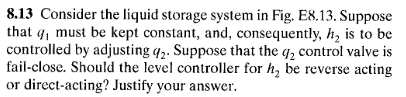 8.13 Consider the liquid storage system in Fig. E8.13. Suppose
that q₁ must be kept constant, and, consequently, h₂ is to be
controlled by adjusting q₂. Suppose that the q₂ control valve is
fail-close. Should the level controller for h₂ be reverse acting
or direct-acting? Justify your answer.